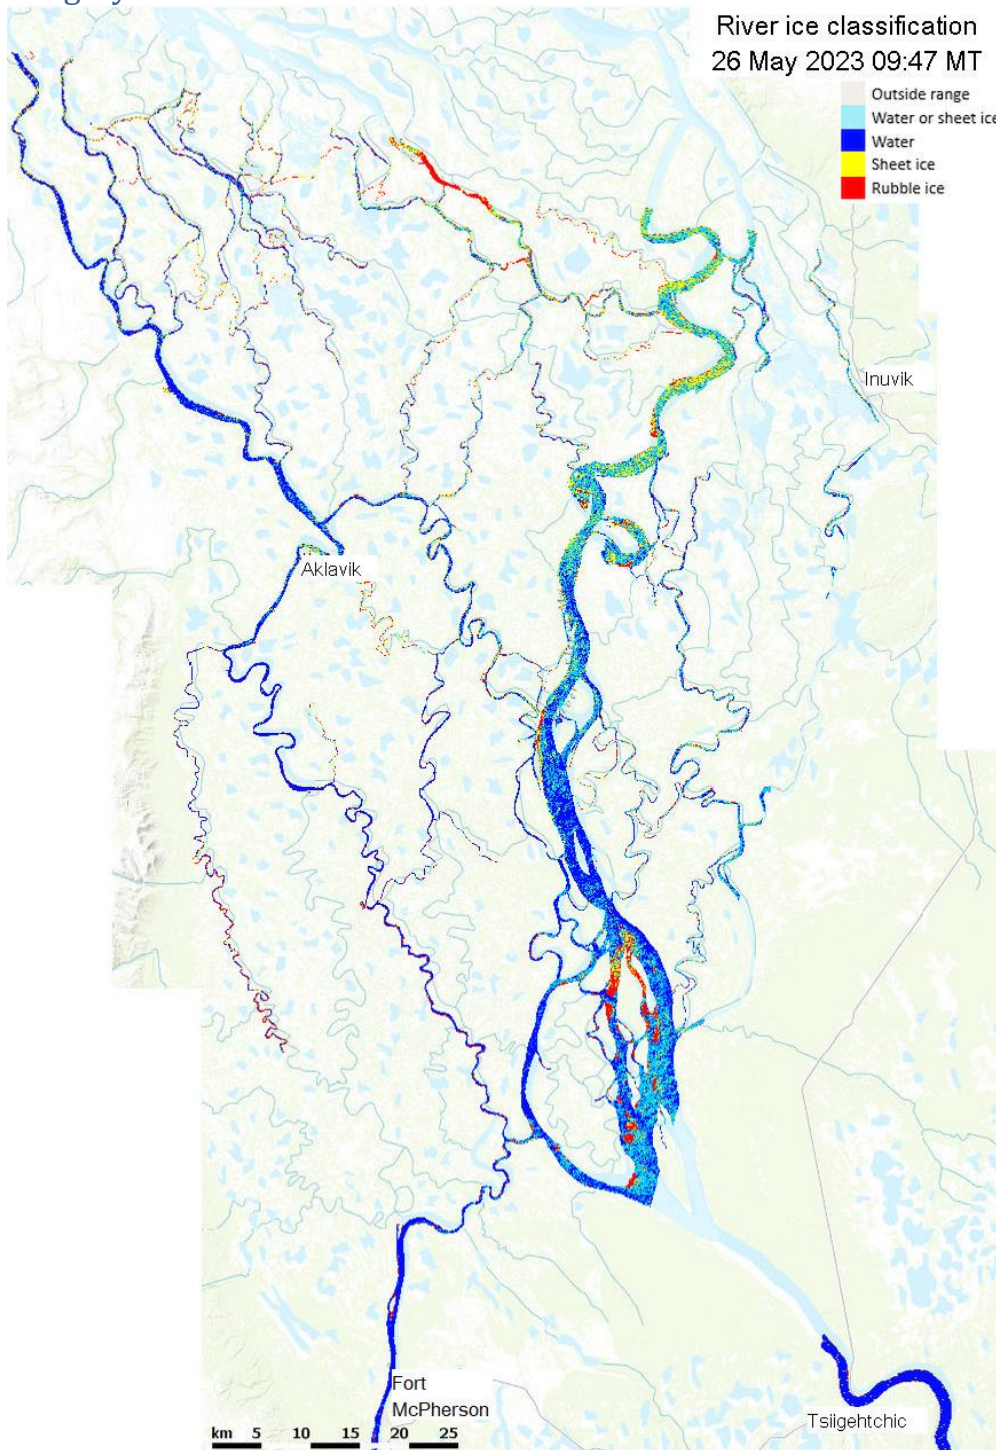 River ice classification
26 May 2023 09:47 MT
Outside range
Water or sheet ice
Water
Sheet ice
Rubble ice
Inuvik
Aklavik
Fort
McPherson
Tsiigehtchic
km 5 10 15 20 25